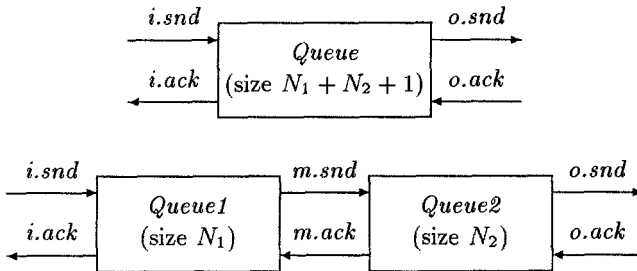 i.snd o.snd
Queue
i.ack (size N₁ + N₂ + 1) o.ack
i.snd m.snd o.snd
Queue1 Queue2
i.ack (size N₁) m.ack (size N₂) o.ack